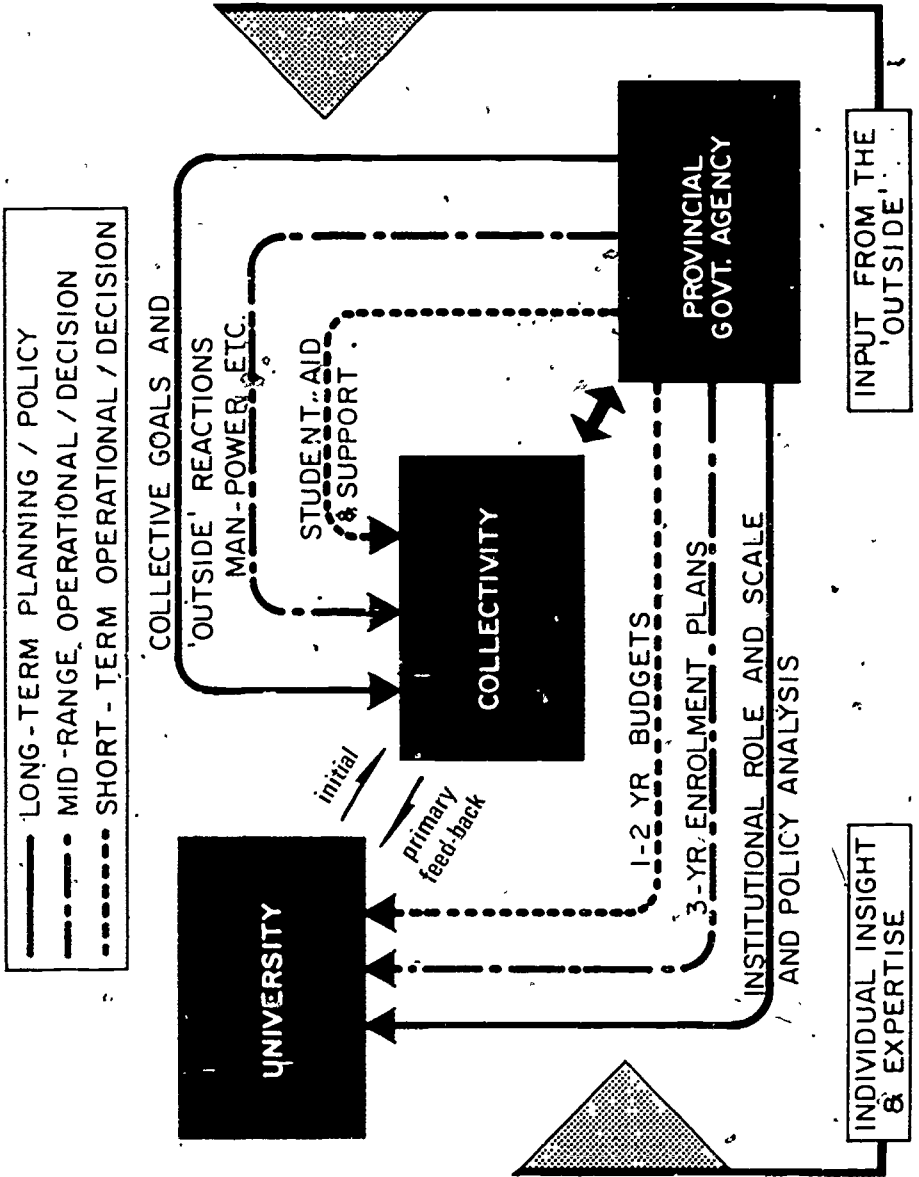 LONG-TERM PLANNING / POLICY
MID-RANGE OPERATIONAL / DECISION
SHORT-TERM OPERATIONAL / DECISION
COLLECTIVE GOALS AND
'OUTSIDE' REACTIONS
MAN-POWER ETC.
STUDENT AID
& SUPPORT
UNIVERSITY
initial
primary
feed-back
COLLECTIVITY
PROVINCIAL
GOVT. AGENCY
1-2 YR BUDGETS
3-YR ENROLMENT PLANS
INSTITUTIONAL ROLE AND SCALE
AND POLICY ANALYSIS
INDIVIDUAL INSIGHT
& EXPERTISE
INPUT FROM THE
'OUTSIDE'